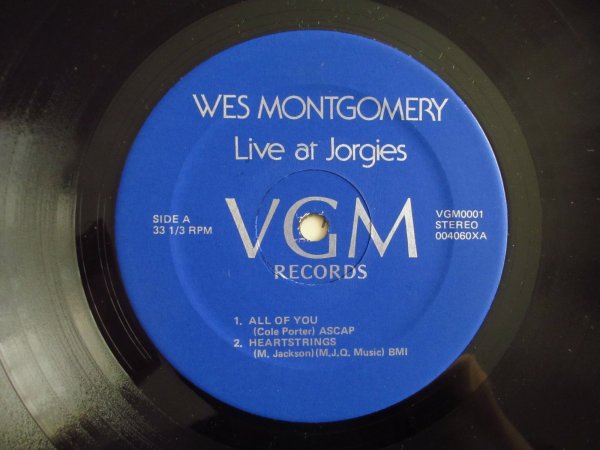 WES MONTGOMERY
Live at Jorgies
SIDE A
33 1/3 RPM
VGM
RECORDS
VGM0001
STEREO
004060XA
1. ALL OF YOU
(Cole Porter) ASCAP
2. HEARTSTRINGS
(M. Jackson) (M.J.Q. Music) BMI